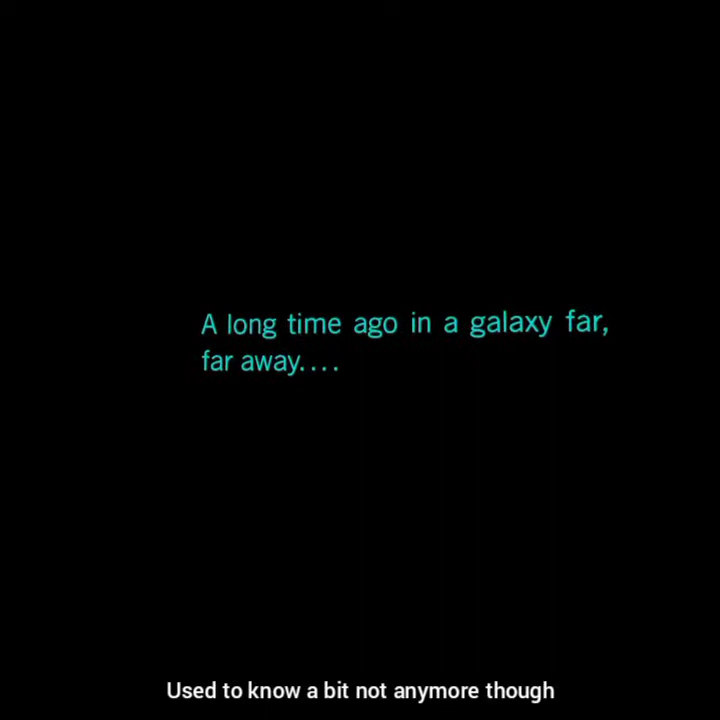 A long time ago in a galaxy far,
far away....
Used to know a bit not anymore though